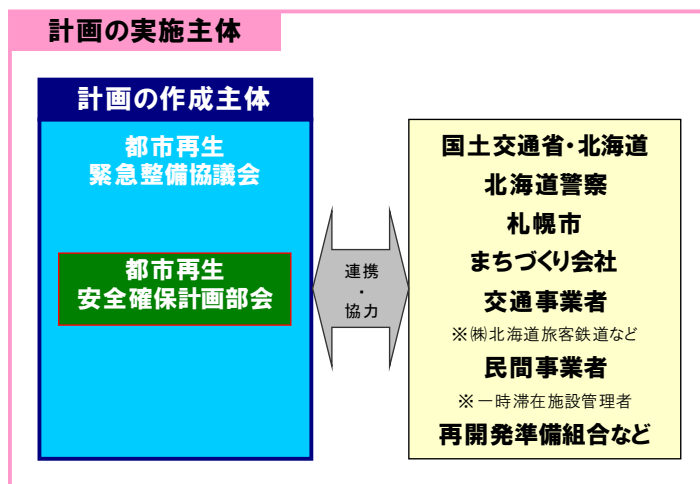 計画の実施主体
計画の作成主体
都市再生
緊急整備協議会
都市再生
安全確保計画部会
連携
・
協力
国土交通省・北海道
北海道警察
札幌市
まちづくり会社
交通事業者
※㈱北海道旅客鉄道など
民間事業者
※一時滞在施設管理者
再開発準備組合など